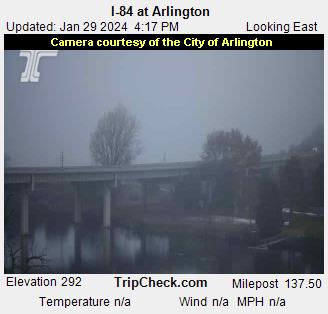 I-84 at Arlington
Updated: Jan 29 2024 4:17 PM Looking East
Camera courtesy of the City of Arlington
Elevation 292 TripCheck.com Milepost 137.50
Temperature n/a Wind n/a MPH n/a